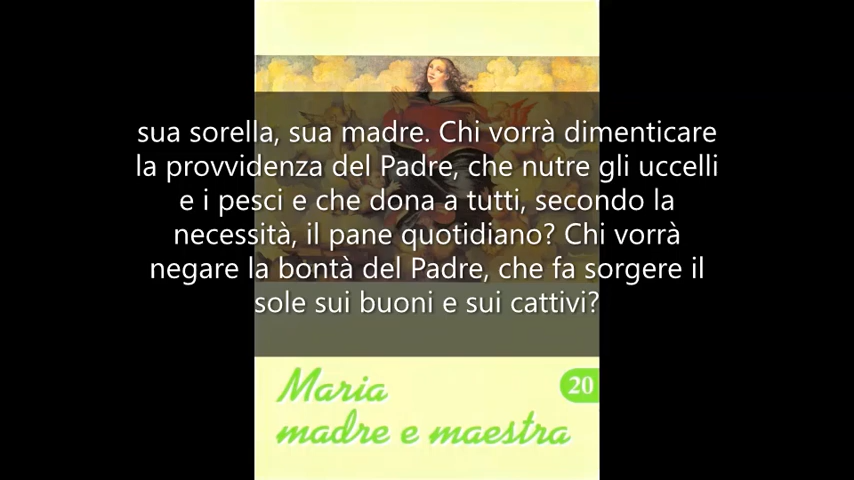 sua sorella, sua madre. Chi vorrà dimenticare
la provvidenza del Padre, che nutre gli uccelli
e i pesci e che dona a tutti, secondo la
necessità, il pane quotidiano? Chi vorrà
negare la bontà del Padre, che fa sorgere il
sole sui buoni e sui cattivi?
Maria 20
madre e maestra